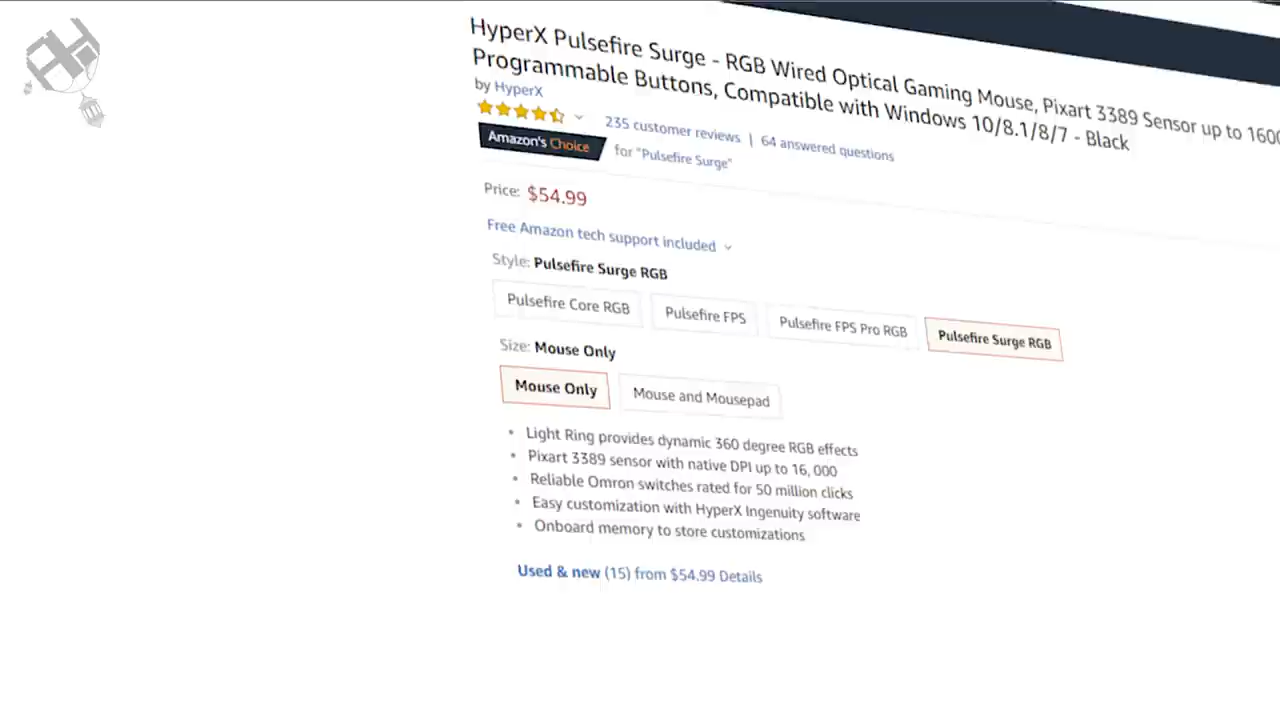 HyperX Pulsefire Surge - RGB Wired Optical Gaming Mouse, Pixart 3389 Sensor up to 1600
Programmable Buttons, Compatible with Windows 10/8.1/8/7 - Black
by HyperX
235 customer reviews | 64 answered questions
Amazon's Choice for "Pulsefire Surge"
Price: $54.99
Free Amazon tech support included
Style: Pulsefire Surge RGB
Pulsefire Core RGB Pulsefire FPS Pulsefire FPS Pro RGB Pulsefire Surge RGB
Size: Mouse Only
Mouse Only Mouse and Mousepad
• Light Ring provides dynamic 360 degree RGB effects
• Pixart 3389 sensor with native DPI up to 16, 000
• Reliable Omron switches rated for 50 million clicks
• Easy customization with HyperX Ingenuity software
• Onboard memory to store customizations
Used & new (15) from $54.99 Details